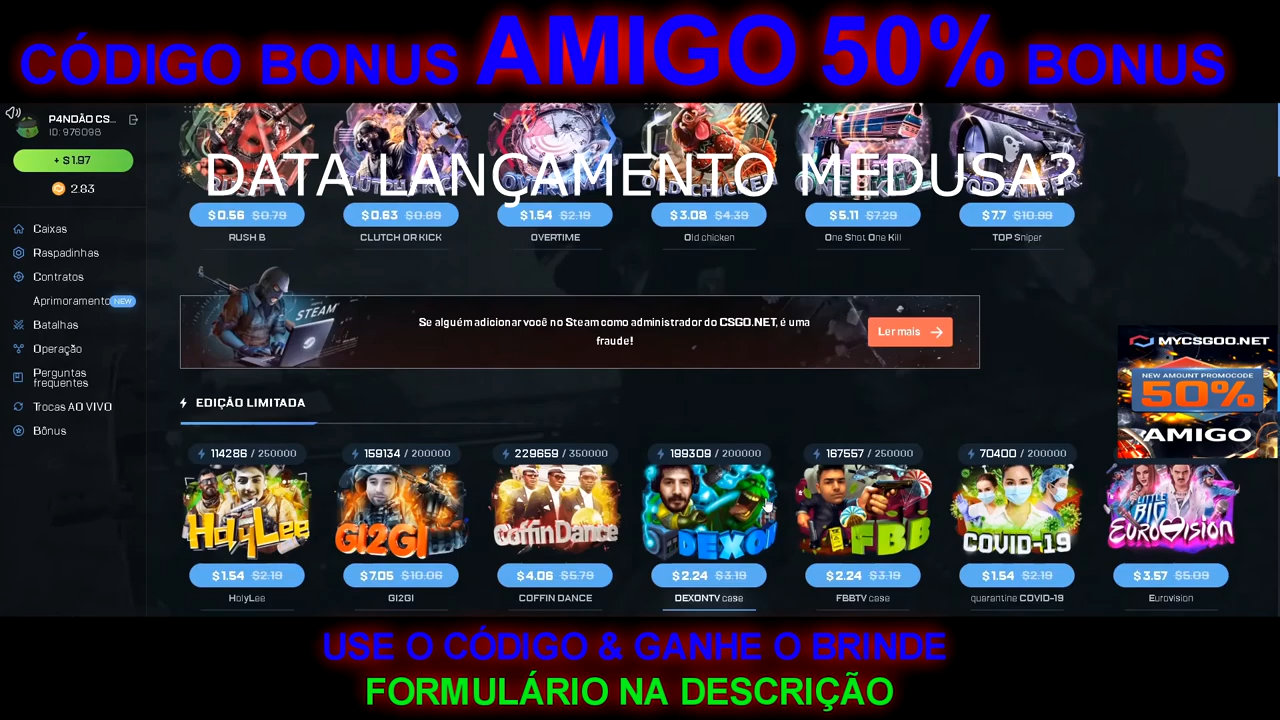 CÓDIGO BONUS AMIGO 50% BONUS
P4NDÃO CS...
ID: 976098
+ $ 1.97
2.83
Caixas
Raspadinhas
Contratos
Aprimoramento NEW
Batalhas
Operação
Perguntas
frequentes
Trocas AO VIVO
Bônus
DATA LANÇAMENTO MEDUSA?
OLD CHICKEN
$ 0.56 $0.79
$ 0.63 $0.89
$ 1.54 $2.19
$ 3.08 $4.39
$ 5.11 $7.29
$ 7.7 $10.99
RUSH B
CLUTCH OR KICK
OVERTIME
Old chicken
One Shot One Kill
TOP Sniper
STEAM
Se alguém adicionar você no Steam como administrador do CSGO.NET, é uma
fraude!
Ler mais
MYCSGOO.NET
NEW AMOUNT PROMOCODE
50%
AMIGO
EDIÇÃO LIMITADA
114286 / 250000
159134 / 200000
229659 / 350000
199309 / 200000
167557 / 250000
70400 / 200000
HolyLee
GI2GI
Coffin Dance
DEXO
FBB
COVID-19
LITTLE BIG
EUROVISION
$ 1.54 $2.19
$ 7.05 $10.06
$ 4.06 $5.79
$ 2.24 $3.19
$ 2.24 $3.19
$ 1.54 $2.19
$ 3.57 $5.09
HolyLee
GI2GI
COFFIN DANCE
DEXONTV case
FBBTV case
quarantine COVID-19
Eurovision
USE O CÓDIGO & GANHE O BRINDE
FORMULÁRIO NA DESCRIÇÃO